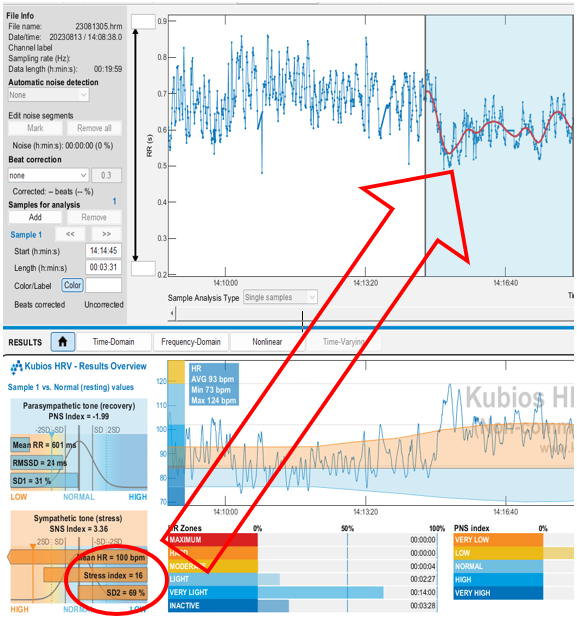 File Info
File name: 23081305.hrm
Date/time: 20230813 / 14:08:38.0
Channel label
Sampling rate (Hz):
Data length (h:min:s): 00:19:59
Automatic noise detection
None
Edit noise segments
Mark Remove all
Noise (h:min:s): 00:00:00 (0 %)
Beat correction
none 0.3
Corrected: -- beats (-- %)
Samples for analysis 1
Add Remove
Sample 1 << >>
Start (h:min:s) 14:14:45
Length (h:min:s) 00:03:31
Color/Label Color
Beats corrected Uncorrected
0.9
0.8
0.7
0.6
0.5
0.4
0.3
0.2
RR (s)
14:10:00 14:13:20 14:16:40
Sample Analysis Type Single samples
RESULTS Time-Domain Frequency-Domain Nonlinear Time-Varying
Kubios HRV - Results Overview
Sample 1 vs. Normal (resting) values
Parasympathetic tone (recovery)
PNS Index = -1.99
-2SD -SD SD 2SD
Mean RR = 601 ms
RMSSD = 24 ms
SD1 = 31 %
LOW NORMAL HIGH
Sympathetic tone (stress)
SNS Index = 3.36
2SD SD -SD -2SD
Mean HR = 100 bpm
Stress index = 16
SD2 = 69 %
HIGH NORMAL LOW
120
110
100
90
80
70
HR
AVG 93 bpm
Min 73 bpm
Max 124 bpm
Kubios H
14:10:00 14:13:20 14:16:40
HR Zones 0% 50% 100%
MAXIMUM 00:00:00
HARD 00:00:00
MODERATE 00:00:04
LIGHT 00:02:27
VERY LIGHT 00:14:00
INACTIVE 00:03:28
PNS index 0%
VERY LOW
LOW
NORMAL
HIGH
VERY HIGH